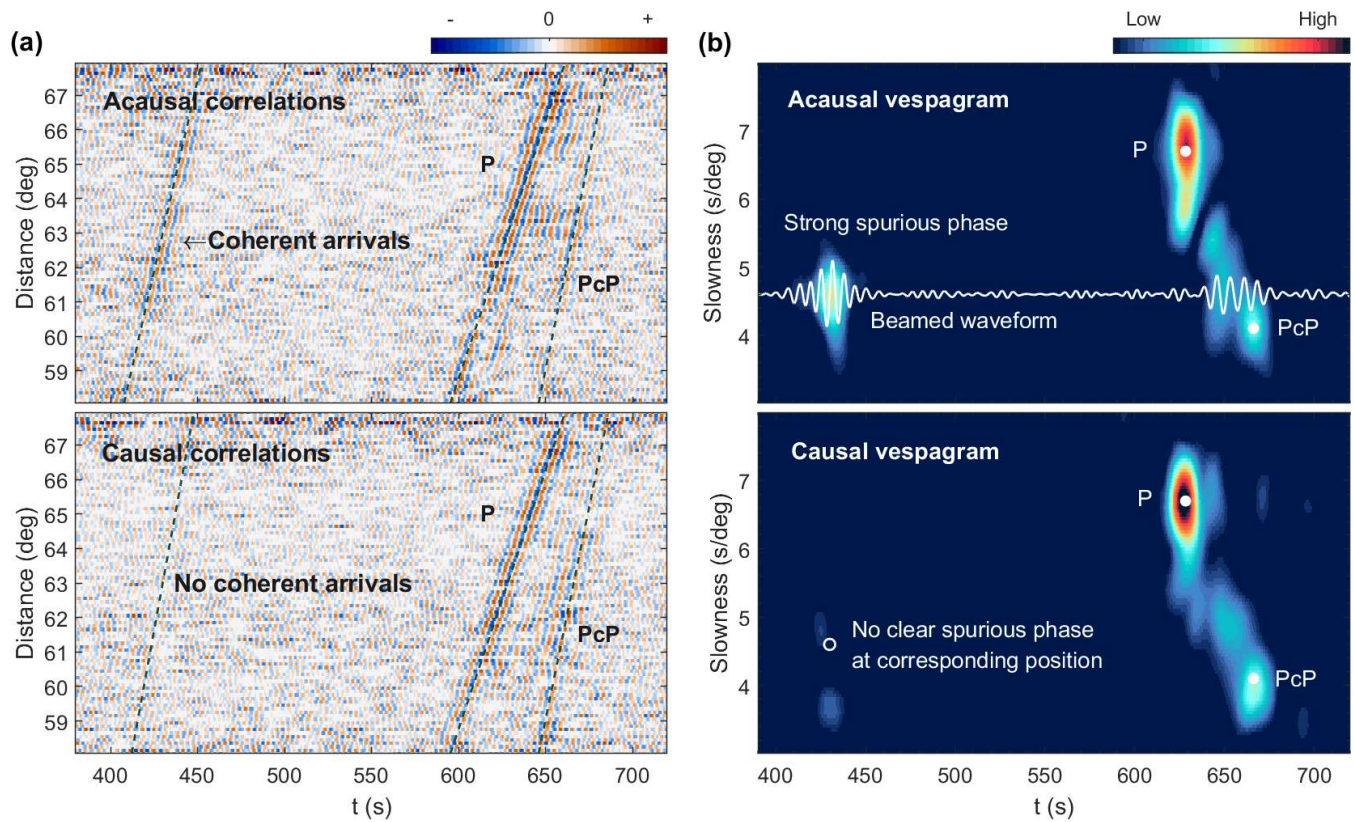 (a)
- 0 +
Acausal correlations
P
←Coherent arrivals
PcP
Distance (deg)
67
66
65
64
63
62
61
60
59
Causal correlations
P
No coherent arrivals
PcP
Distance (deg)
67
66
65
64
63
62
61
60
59
400 450 500 550 600 650 700
t (s)
(b)
Low High
Acausal vespagram
P
Strong spurious phase
Beamed waveform
PcP
Slowness (s/deg)
7
6
5
4
Causal vespagram
P
No clear spurious phase
at corresponding position
PcP
Slowness (s/deg)
7
6
5
4
400 450 500 550 600 650 700
t (s)